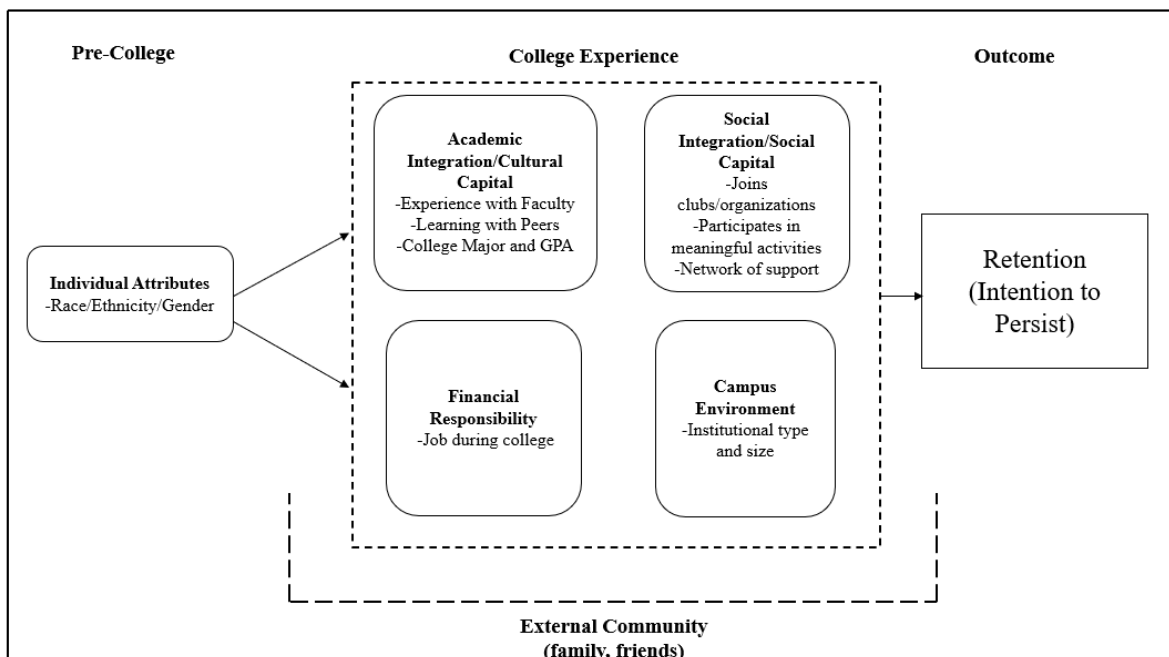 Pre-College
College Experience
Outcome
Individual Attributes
-Race/Ethnicity/Gender
Academic
Integration/Cultural
Capital
-Experience with Faculty
-Learning with Peers
-College Major and GPA
Social
Integration/Social
Capital
-Joins
clubs/organizations
-Participates in
meaningful activities
-Network of support
Financial
Responsibility
-Job during college
Campus
Environment
-Institutional type
and size
Retention
(Intention to
Persist)
External Community
(family, friends)